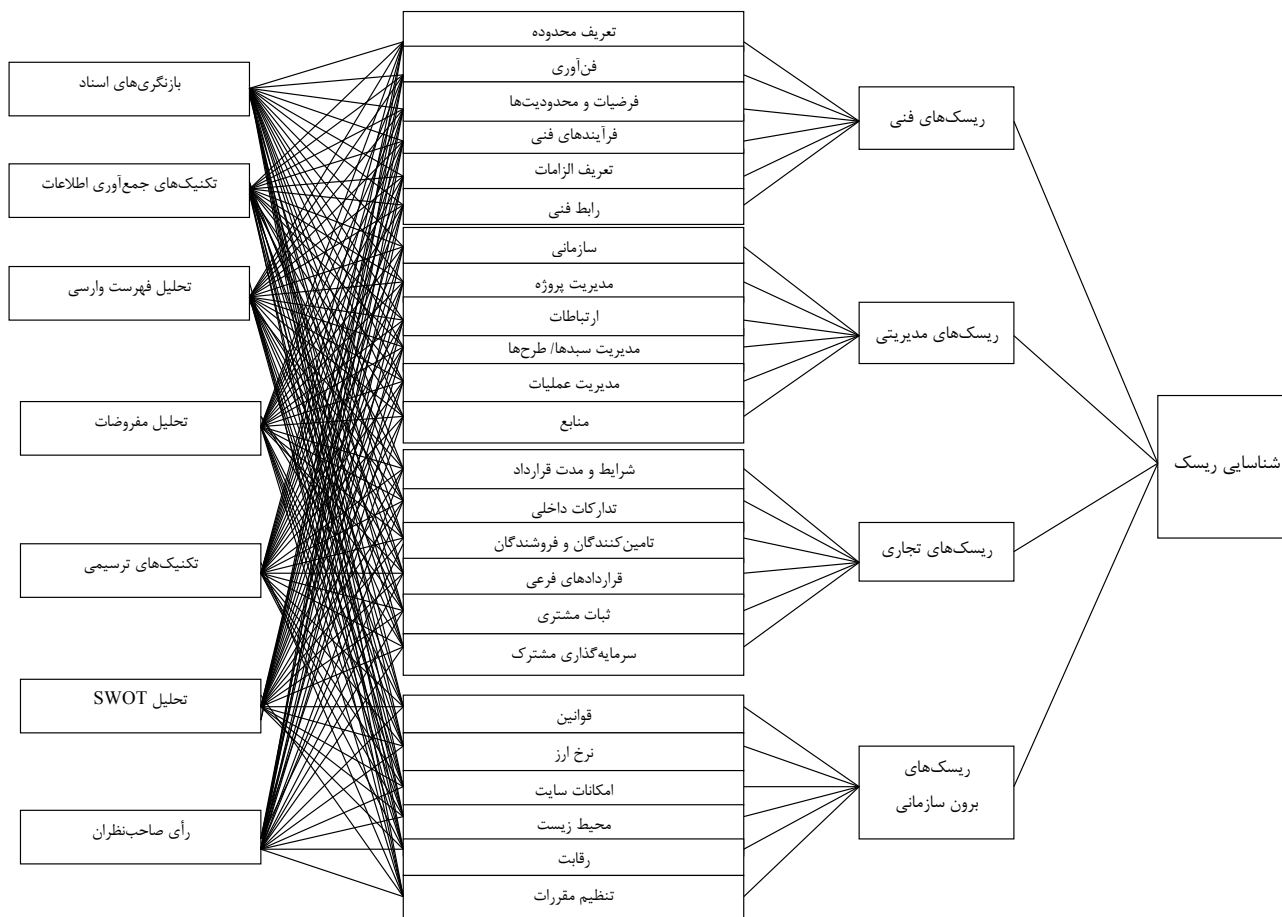 شناسایی ریسک
ریسک‌های فنی
ریسک‌های مدیریتی
ریسک‌های تجاری
ریسک‌های
برون سازمانی
تعریف محدوده
فن‌آوری
فرضیات و محدودیت‌ها
فرآیندهای فنی
تعریف الزامات
رابط فنی
سازمانی
مدیریت پروژه
ارتباطات
مدیریت سبدها/ طرح‌ها
مدیریت عملیات
منابع
شرایط و مدت قرارداد
تدارکات داخلی
تامین‌کنندگان و فروشندگان
قراردادهای فرعی
ثبات مشتری
سرمایه‌گذاری مشترک
قوانین
نرخ ارز
امکانات سایت
محیط زیست
رقابت
تنظیم مقررات
بازنگری‌های اسناد
تکنیک‌های جمع‌آوری اطلاعات
تحلیل فهرست وارسی
تحلیل مفروضات
تکنیک‌های ترسیمی
تحلیل SWOT
رأی صاحب‌نظران